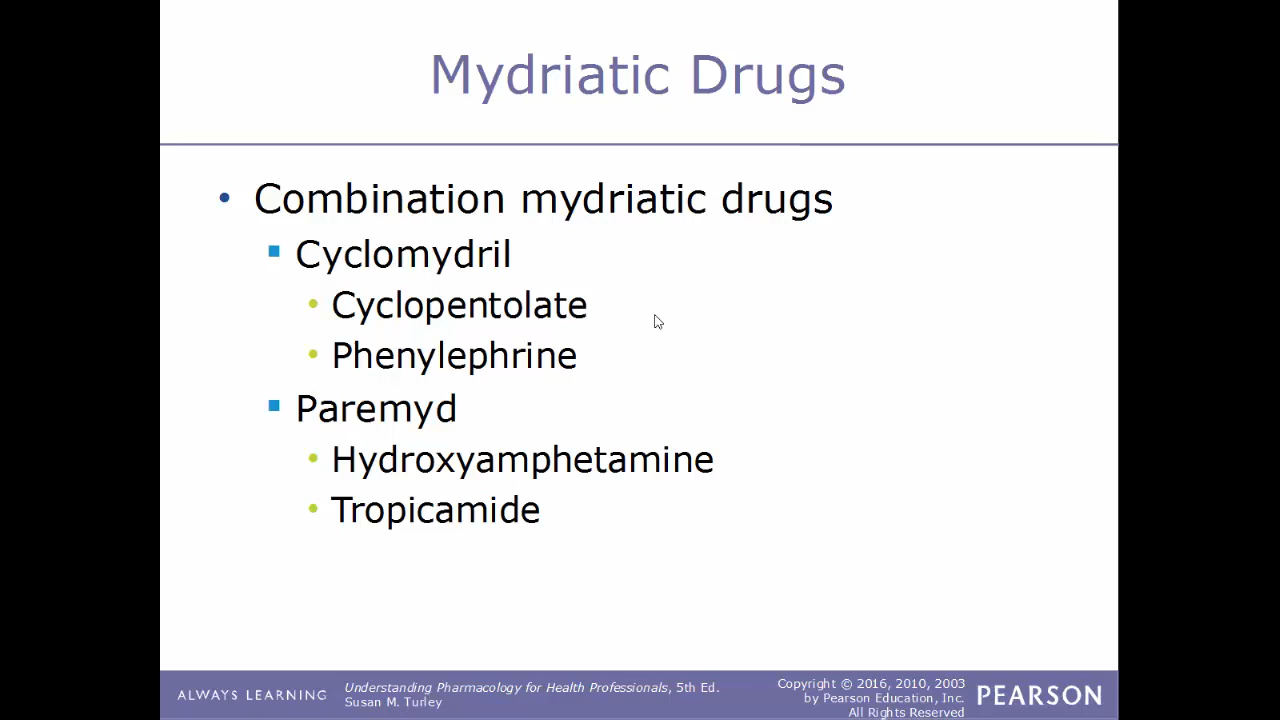 Mydriatic Drugs
• Combination mydriatic drugs
▪ Cyclomydril
• Cyclopentolate
• Phenylephrine
▪ Paremyd
• Hydroxyamphetamine
• Tropicamide
ALWAYS LEARNING
Understanding Pharmacology for Health Professionals, 5th Ed.
Susan M. Turley
Copyright © 2016, 2010, 2003
by Pearson Education, Inc.
All Rights Reserved
PEARSON